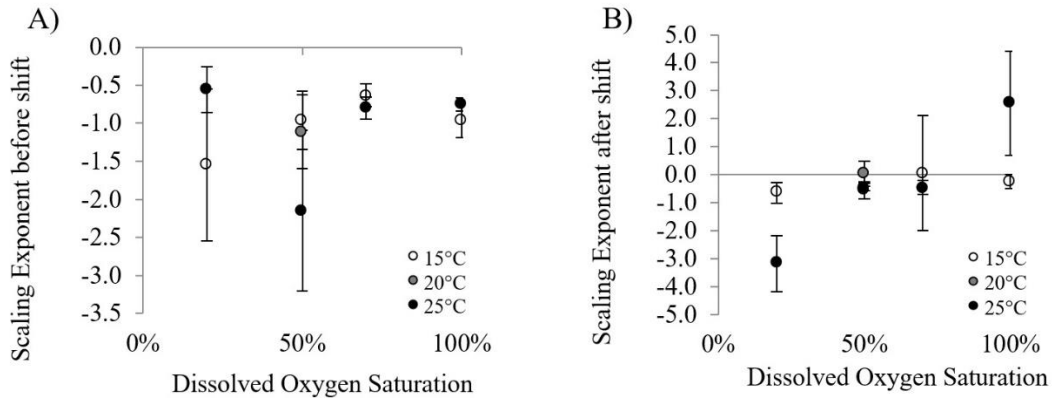 A)
Scaling Exponent before shift
0.0
-0.5
-1.0
-1.5
-2.0
-2.5
-3.0
-3.5
15°C
20°C
25°C
0%
50%
100%
Dissolved Oxygen Saturation
B)
Scaling Exponent after shift
5.0
4.0
3.0
2.0
1.0
0.0
-1.0
-2.0
-3.0
-4.0
-5.0
15°C
20°C
25°C
0%
50%
100%
Dissolved Oxygen Saturation